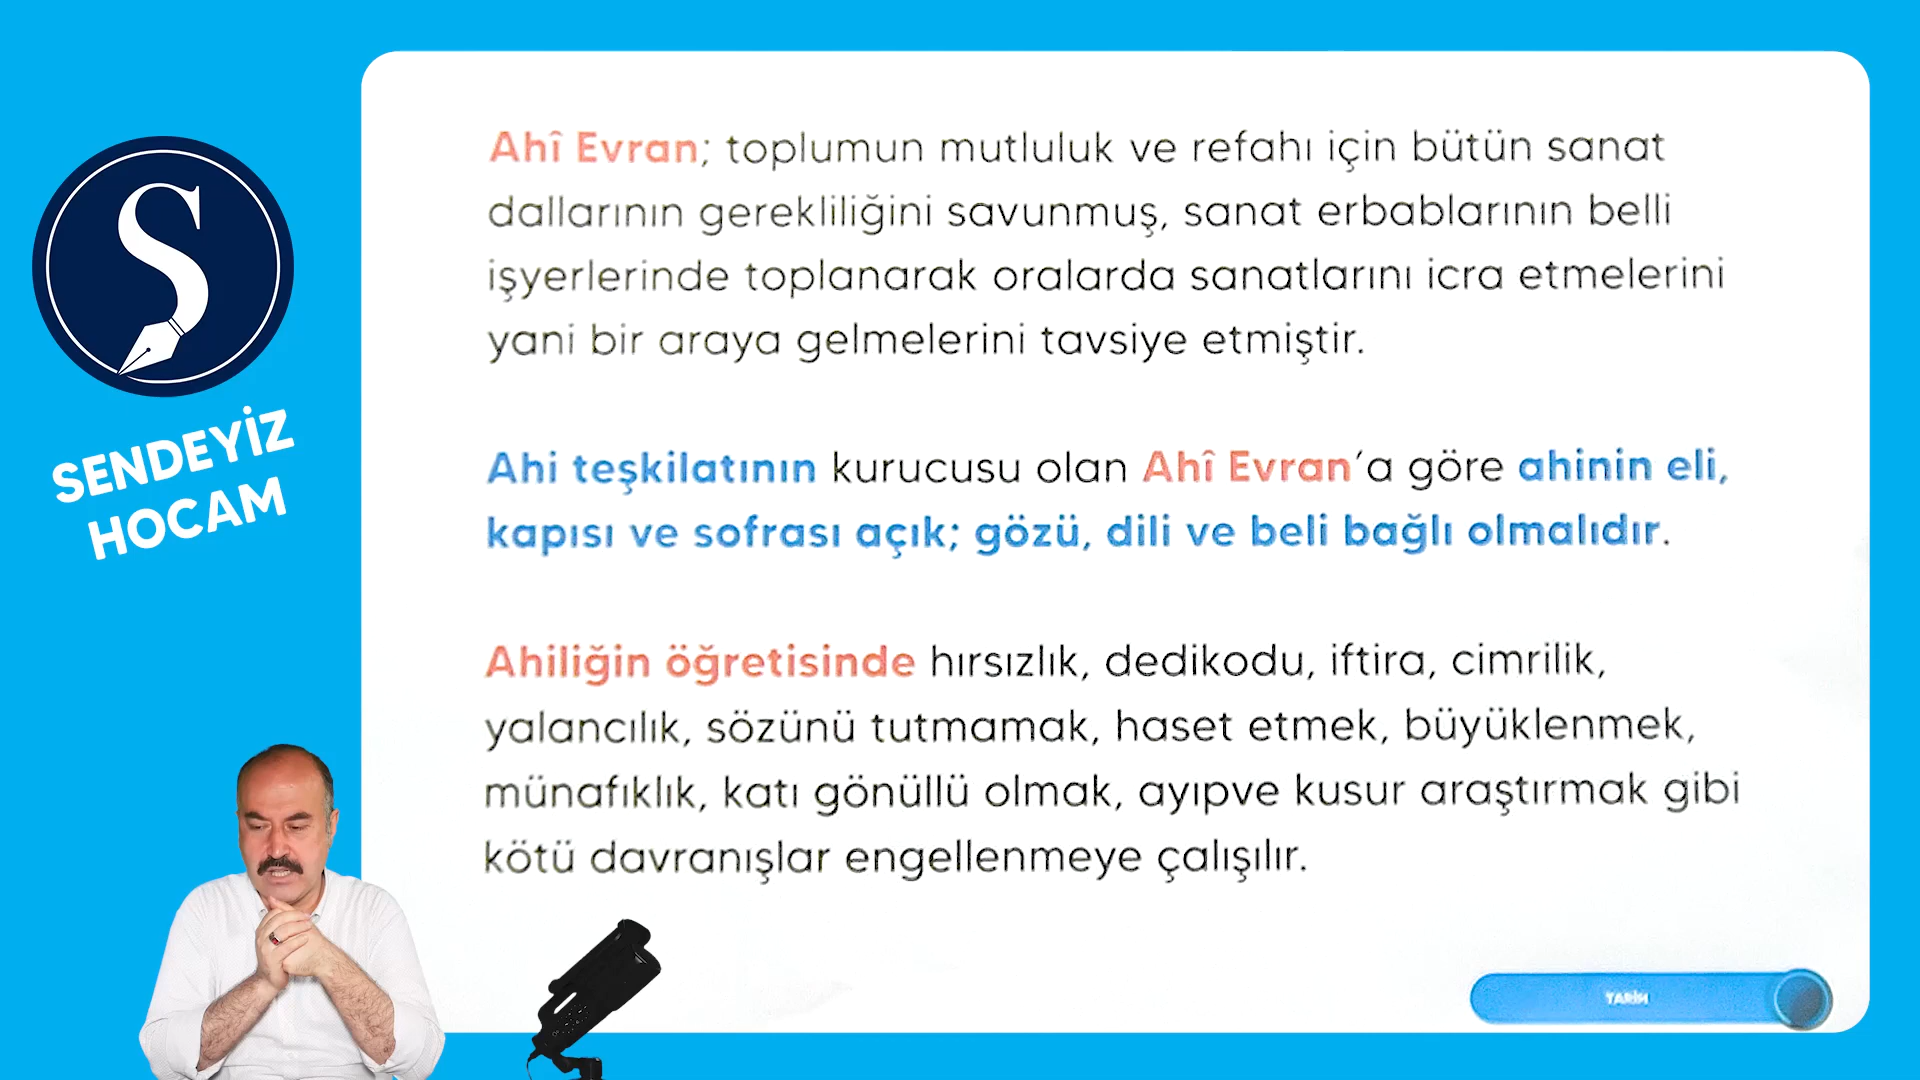 SENDEYİZ
HOCAM
Ahî Evran; toplumun mutluluk ve refahı için bütün sanat
dallarının gerekliliğini savunmuş, sanat erbablarının belli
işyerlerinde toplanarak oralarda sanatlarını icra etmelerini
yani bir araya gelmelerini tavsiye etmiştir.
Ahi teşkilatının kurucusu olan Ahî Evran'a göre ahinin eli,
kapısı ve sofrası açık; gözü, dili ve beli bağlı olmalıdır.
Ahiliğin öğretisinde hırsızlık, dedikodu, iftira, cimrilik,
yalancılık, sözünü tutmamak, haset etmek, büyüklenmek,
münafıklık, katı gönüllü olmak, ayıpve kusur araştırmak gibi
kötü davranışlar engellenmeye çalışılır.
TARİH